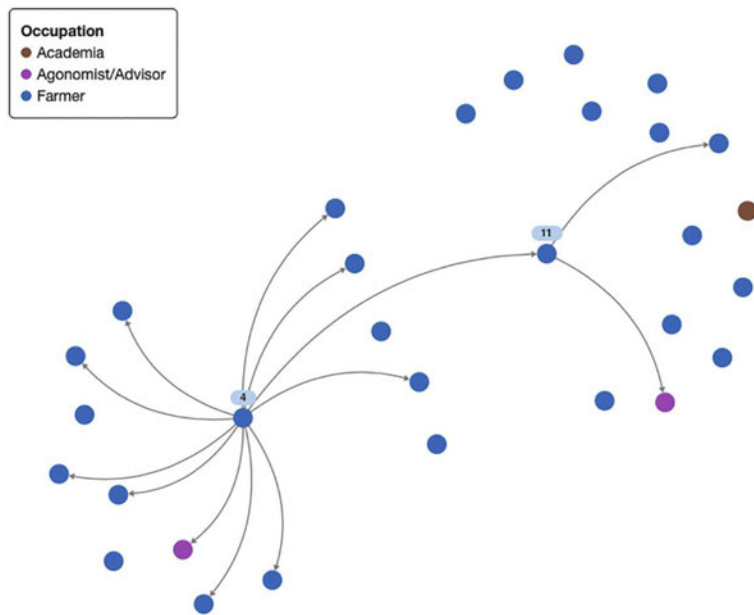 Occupation
Academia
Agonomist/Advisor
Farmer
11
4